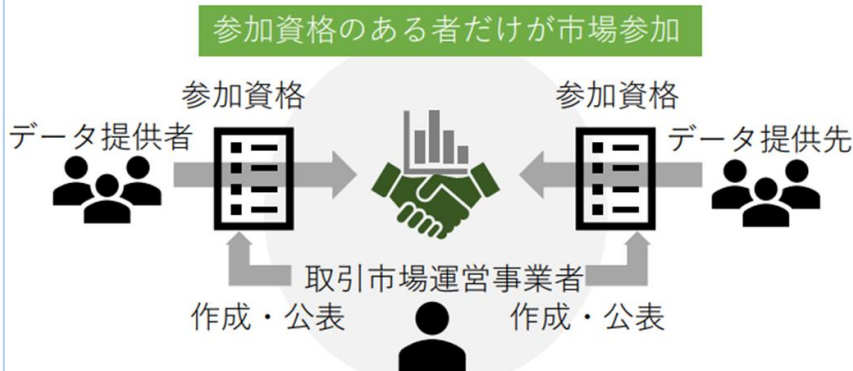 参加資格のある者だけが市場参加
参加資格
参加資格
データ提供者
データ提供先
取引市場運営事業者
作成・公表
作成・公表